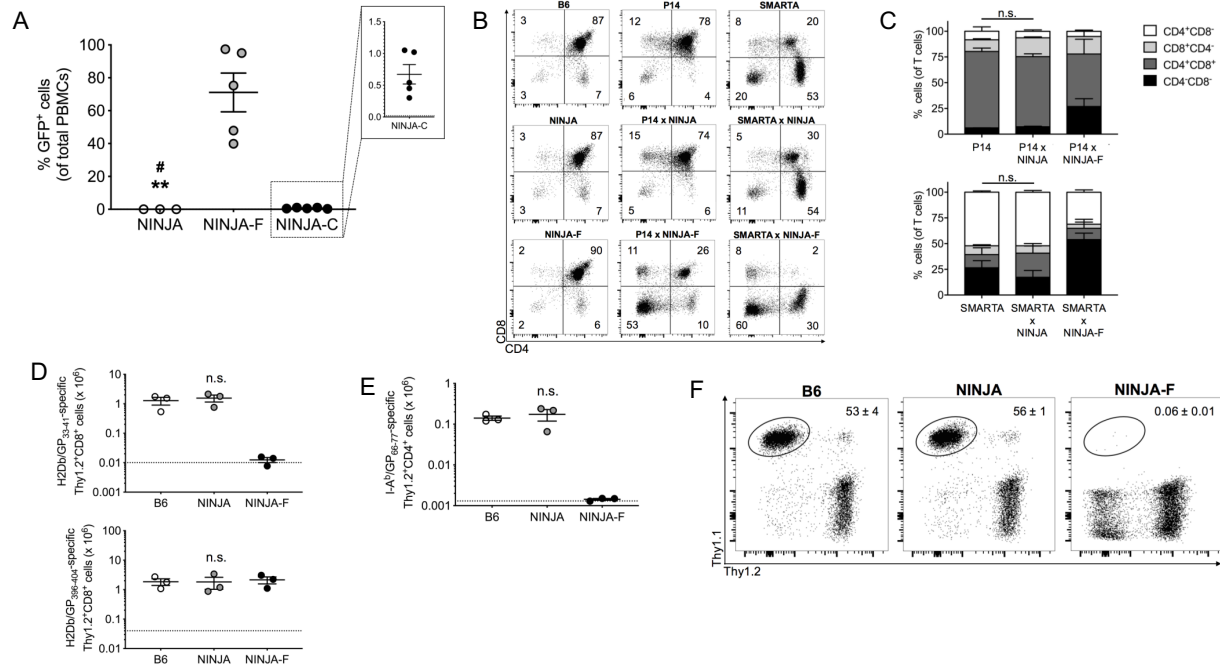 A
% GFP+ cells
(of total PBMCs)
100
80
60
40
20
0
#
**
NINJA
NINJA-F
NINJA-C
1.5
1.0
0.5
0.0
NINJA-C
B
B6
P14
SMARTA
3 87
3 7
12 78
6 4
8 20
20 53
NINJA
P14 x NINJA
SMARTA x NINJA
3 87
3 7
15 74
5 6
5 30
11 54
NINJA-F
P14 x NINJA-F
SMARTA x NINJA-F
2 90
2 6
11 26
53 10
8 2
60 30
CD8
CD4
C
n.s.
% cells (of T cells)
100
75
50
25
0
P14
P14 x
NINJA
P14 x
NINJA-F
CD4+CD8-
CD8+CD4-
CD4+CD8+
CD4-CD8-
n.s.
% cells (of T cells)
100
75
50
25
0
SMARTA
SMARTA
x
NINJA
SMARTA
x
NINJA-F
D
H2Db/GP33-41-specific
Thy1.2+CD8+ cells (x 10^6)
10
1
0.1
0.01
0.001
n.s.
B6
NINJA
NINJA-F
H2Db/GP396-404-specific
Thy1.2+CD8+ cells (x 10^6)
100
10
1
0.1
0.01
n.s.
B6
NINJA
NINJA-F
E
I-Ab/GP66-77-specific
Thy1.2+CD4+ cells (x 10^6)
1
0.1
0.01
0.001
n.s.
B6
NINJA
NINJA-F
F
B6
NINJA
NINJA-F
53 ± 4
56 ± 1
0.06 ± 0.01
Thy1.1
Thy1.2